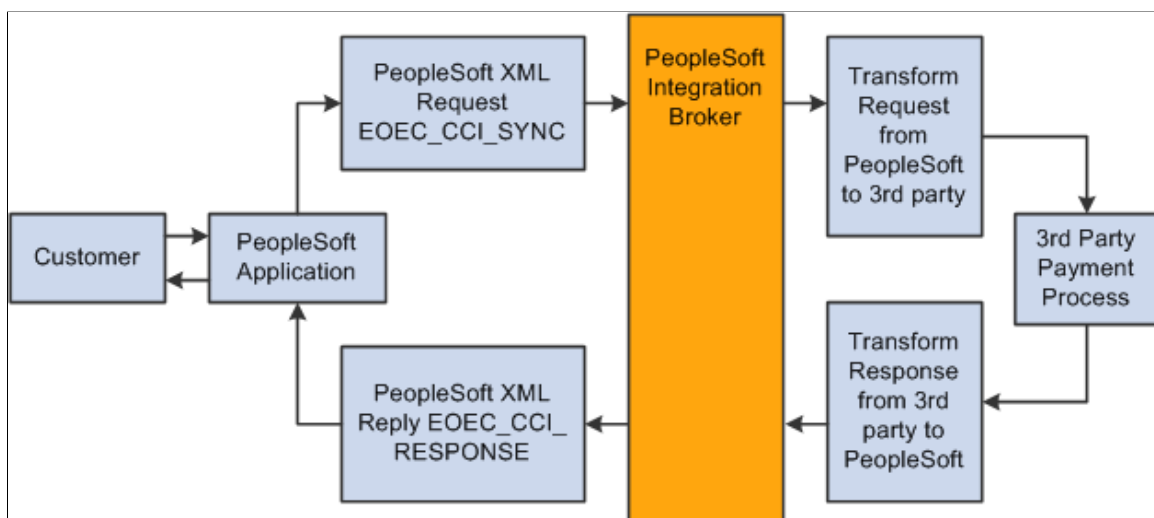 Customer
PeopleSoft
Application
PeopleSoft XML
Request
EOEC_CCI_SYNC
PeopleSoft
Integration
Broker
Transform
Request
from
PeopleSoft
to 3rd party
3rd Party
Payment
Process
Transform
Response
from 3rd
party to
PeopleSoft
PeopleSoft XML
Reply EOEC_CCI_
RESPONSE